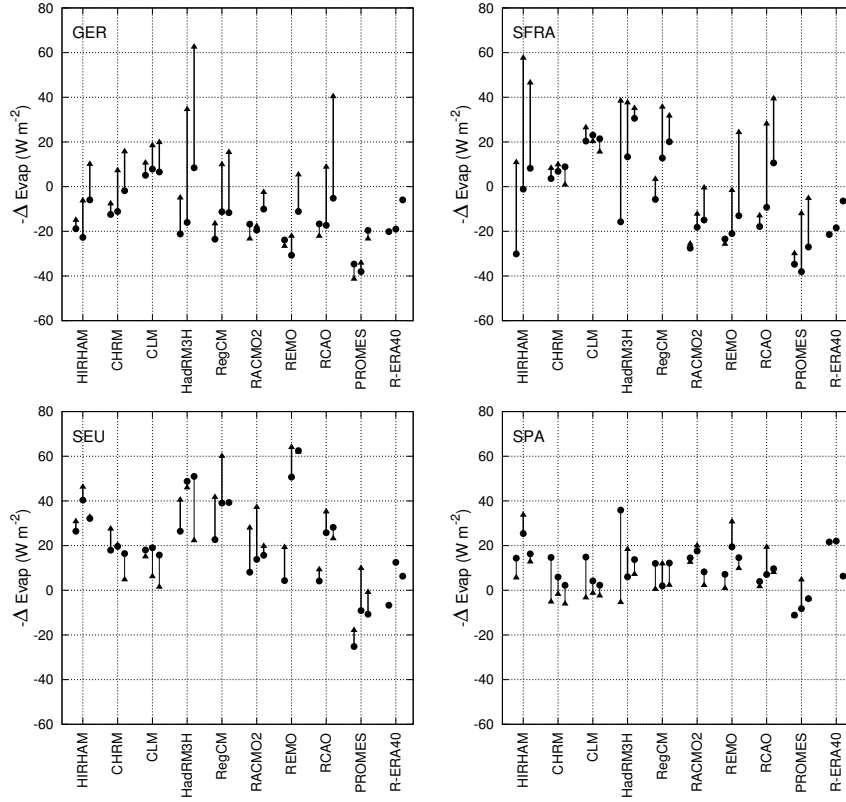 GER
-Δ Evap (W m-2)
80
60
40
20
0
-20
-40
-60
HIRHAM
CHRM
CLM
HadRM3H
RegCM
RACMO2
REMO
RCAO
PROMES
R-ERA40
SFRA
-Δ Evap (W m-2)
80
60
40
20
0
-20
-40
-60
HIRHAM
CHRM
CLM
HadRM3H
RegCM
RACMO2
REMO
RCAO
PROMES
R-ERA40
SEU
-Δ Evap (W m-2)
80
60
40
20
0
-20
-40
-60
HIRHAM
CHRM
CLM
HadRM3H
RegCM
RACMO2
REMO
RCAO
PROMES
R-ERA40
SPA
-Δ Evap (W m-2)
80
60
40
20
0
-20
-40
-60
HIRHAM
CHRM
CLM
HadRM3H
RegCM
RACMO2
REMO
RCAO
PROMES
R-ERA40